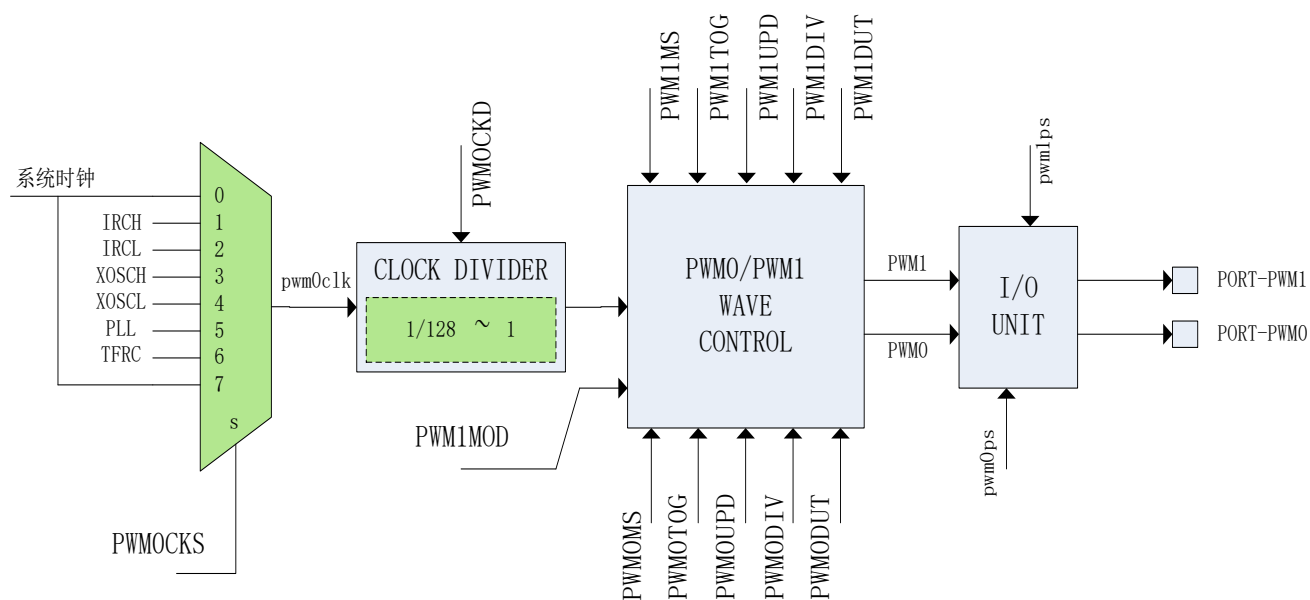 PWM1MS
PWM1TOG
PWM1UPD
PWM1DIV
PWM1DUT
PWM0CKD
pwm1ps
系统时钟
0
IRCH
1
IRCL
2
XOSCH
3
XOSCL
4
PLL
5
TFRC
6
7
s
pwm0clk
CLOCK DIVIDER
1/128 ~ 1
PWM0/PWM1
WAVE
CONTROL
PWM1
PWM0
I/O
UNIT
PORT-PWM1
PORT-PWM0
PWM1MOD
PWM0CKS
PWM0MS
PWM0TOG
PWM0UPD
PWM0DIV
PWM0DUT
pwm0ps